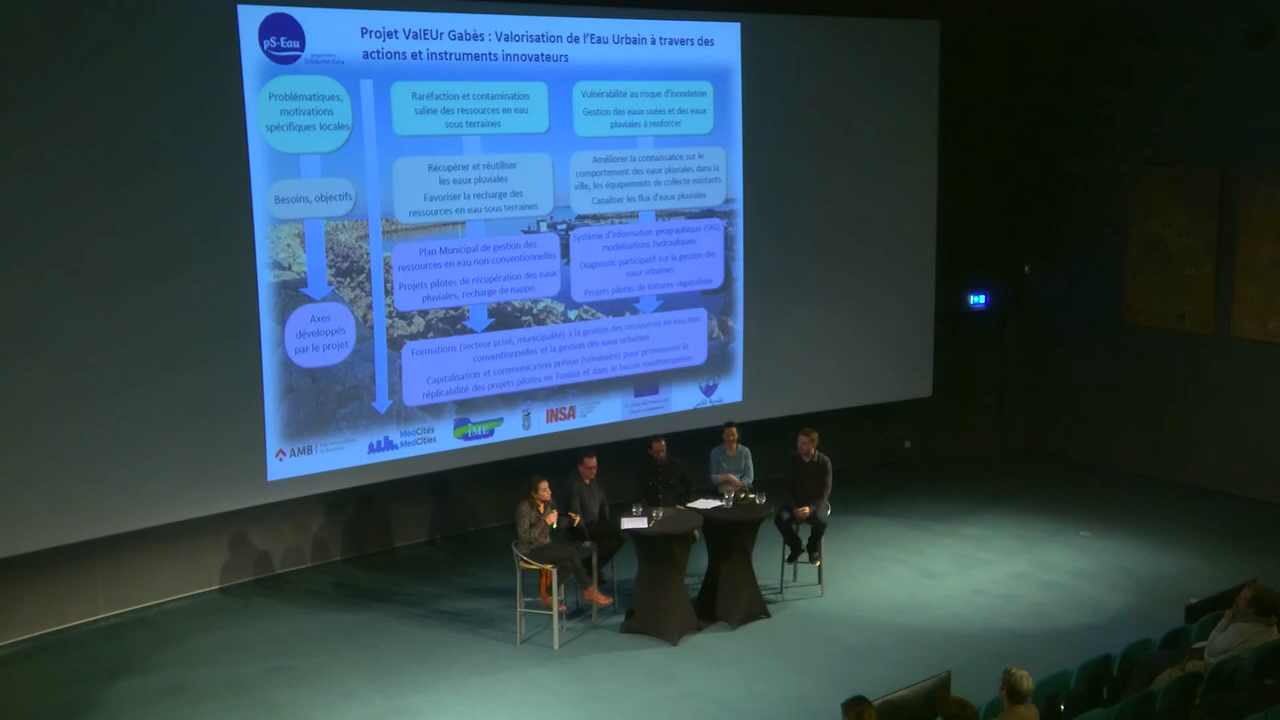 pS-Eau
Projet ValEUr Gabès : Valorisation de l'Eau Urbain à travers des
actions et instruments innovateurs
Problématiques,
motivations
spécifiques locales
Raréfaction et contamination
saline des ressources en eau
sous terraines
Vulnérabilité au risque d'inondation
Gestion des eaux usées et des eaux
pluviales à renforcer
Besoins, objectifs
Récupérer et réutiliser
les eaux pluviales
Favoriser la recharge des
ressources en eau sous terraines
Améliorer la connaissance sur le
comportement des eaux pluviales dans la
ville, les équipements de collecte existants
Canaliser les flux d'eaux pluviales
Axes
développés
par le projet
Plan Municipal de gestion des
ressources en eau non-conventionnelles
Projets pilotes de récupération des eaux
pluviales, recharge de nappe.
Système d'information géographique (SIG),
modélisations hydrauliques
Diagnostic participatif sur la gestion des
eaux urbaines
Projets pilotes de toitures végétalisée
Formations (secteur privé, municipalité) à la gestion des ressources en eau non
conventionnelles et la gestion des eaux urbaines.
Capitalisation et communication prévue (séminaire) pour promouvoir la
réplicabilité des projets pilotes en Tunisie et dans le bassin méditerranéen
AMB
MedCités
MedCities
iME
INSA